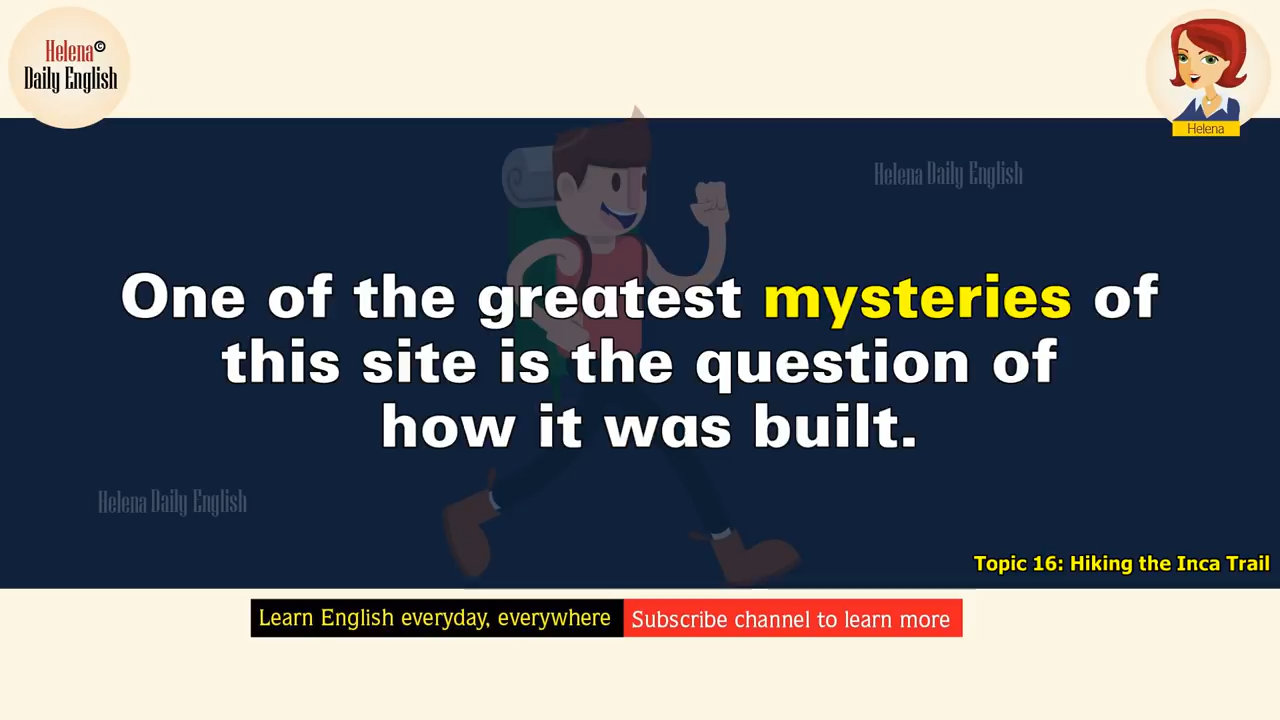 Helena©
Daily English
Helena
Helena Daily English
One of the greatest mysteries of
this site is the question of
how it was built.
Helena Daily English
Topic 16: Hiking the Inca Trail
Learn English everyday, everywhere
Subscribe channel to learn more